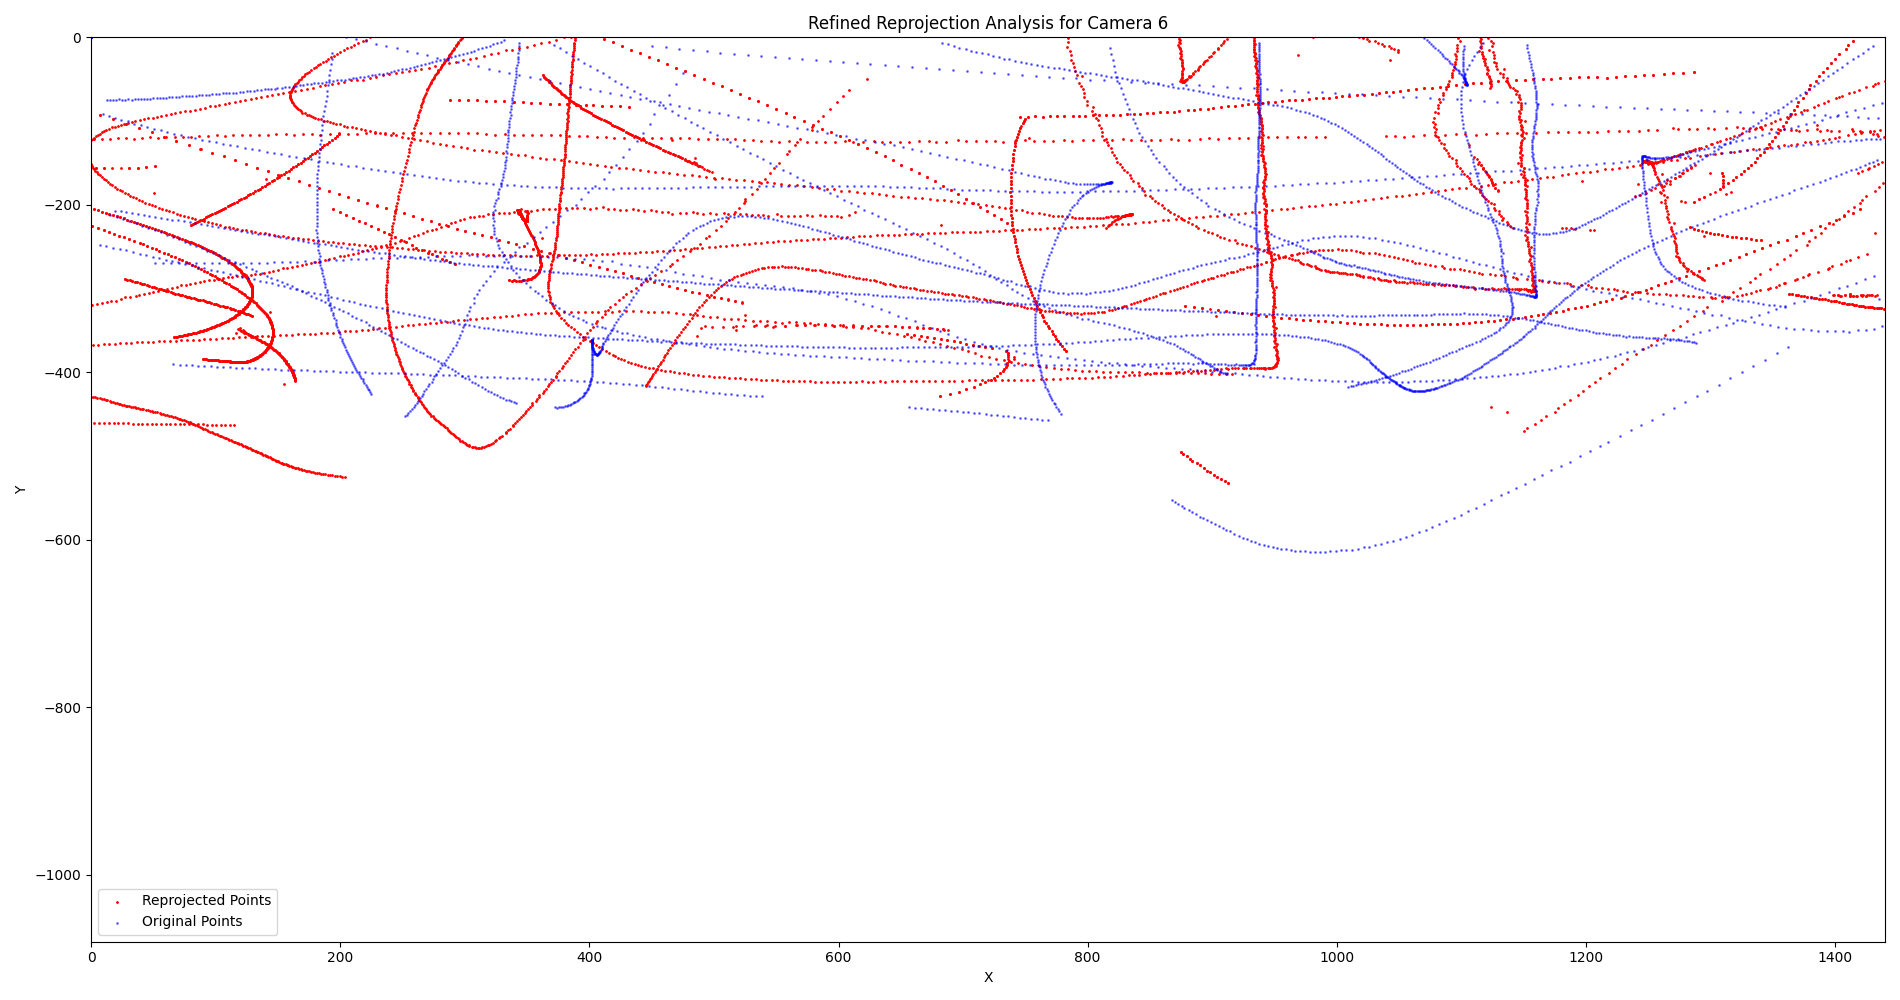 Refined Reprojection Analysis for Camera 6
0
−200
−400
−600
−800
−1000
Y
Reprojected Points
Original Points
0 200 400 600 800 1000 1200 1400
X